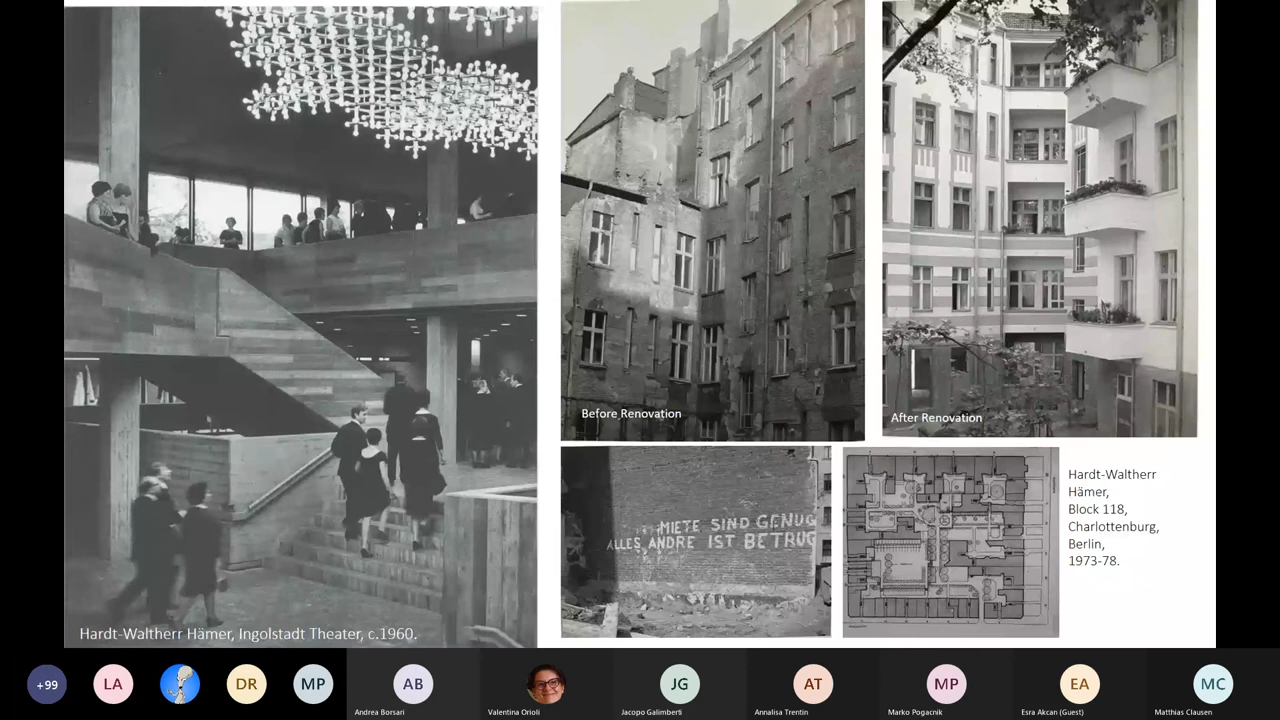 Before Renovation
After Renovation
MIETE SIND GENUG
ALLES ANDRE IST BETRUG
Hardt-Waltherr
Hämer,
Block 118,
Charlottenburg,
Berlin,
1973-78.
Hardt-Waltherr Hämer, Ingolstadt Theater, c.1960.
+99
LA
DR
MP
AB
JG
AT
MP
EA
MC
Andrea Borsari
Valentina Orioli
Jacopo Galimberti
Annalisa Trentin
Marko Pogacnik
Esra Akcan (Guest)
Matthias Clausen